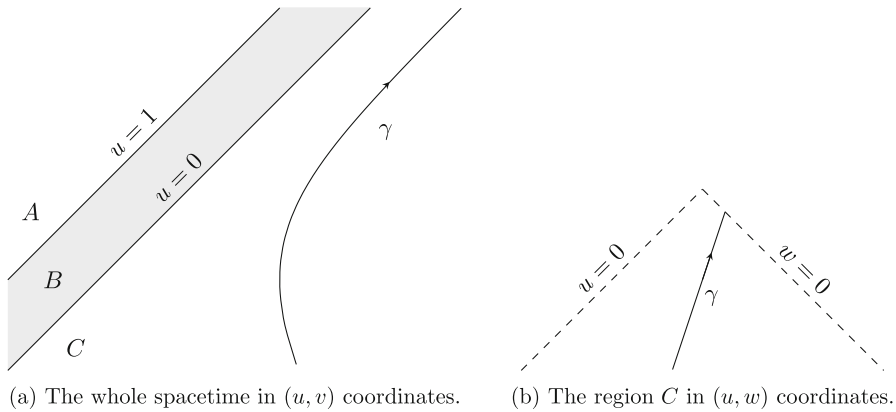 u = 1
u = 0
γ
A
B
C
u = 0
w = 0
γ
(a) The whole spacetime in (u, v) coordinates.
(b) The region C in (u, w) coordinates.